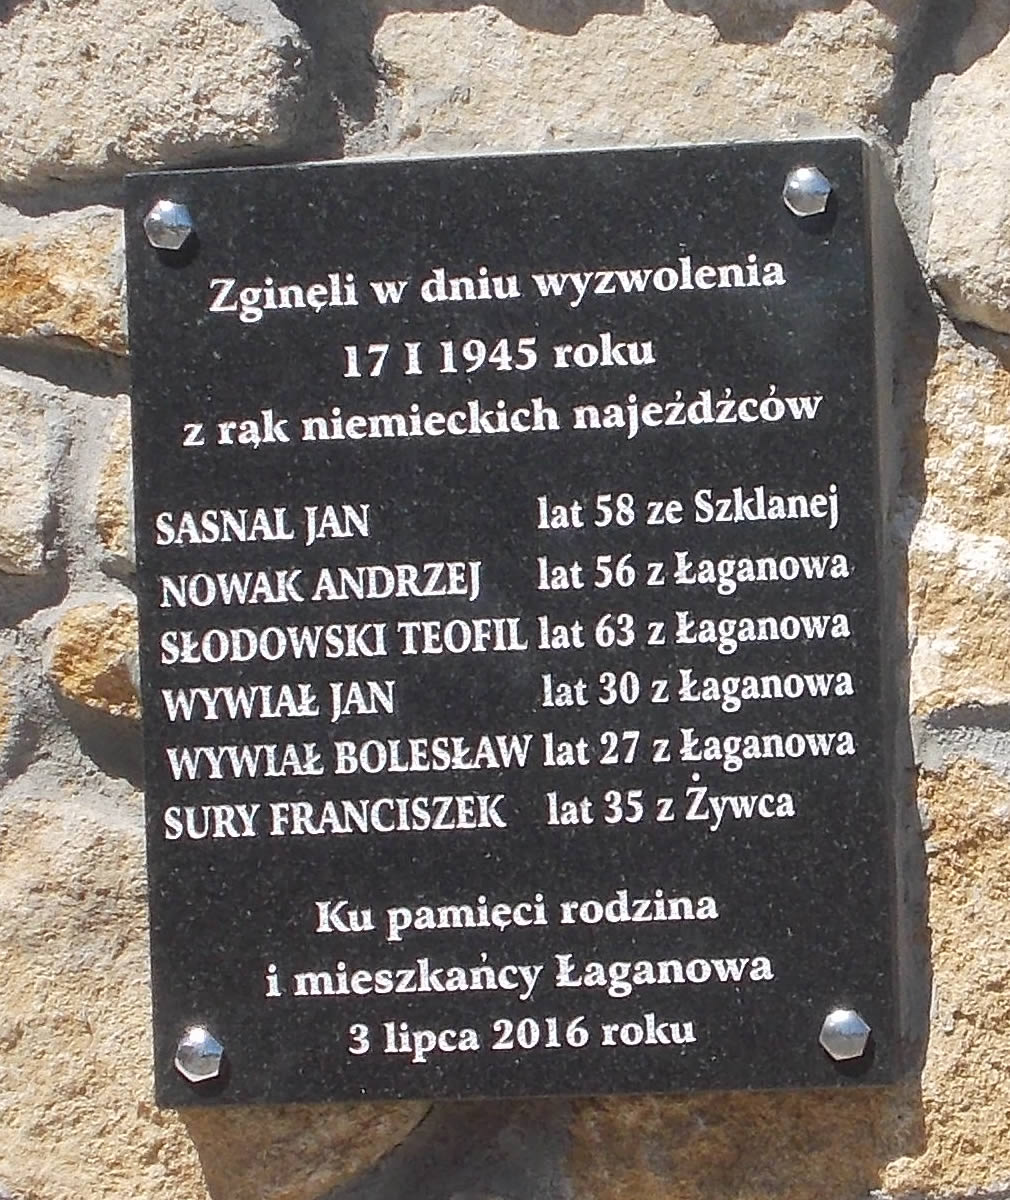 Zginęli w dniu wyzwolenia
17 I 1945 roku
z rąk niemieckich najeżdżców
SASNAL JAN lat 58 ze Szklanej
NOWAK ANDRZEJ lat 56 z Łaganowa
SŁODOWSKI TEOFIL lat 63 z Łaganowa
WYWIAŁ JAN lat 30 z Łaganowa
WYWIAŁ BOLESŁAW lat 27 z Łaganowa
SURY FRANCISZEK lat 35 z Żywca
Ku pamięci rodzina
i mieszkańcy Łaganowa
3 lipca 2016 roku